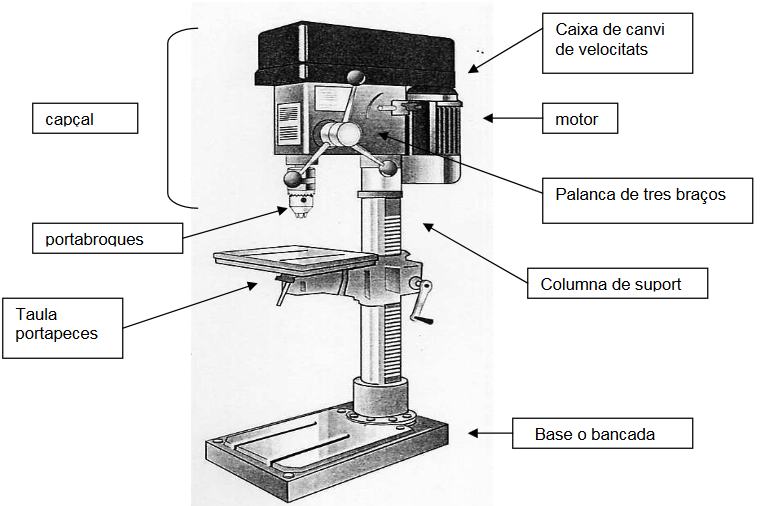 Caixa de canvi
de velocitats
capçal
motor
Palanca de tres braços
portabroques
Columna de suport
Taula
portapeces
Base o bancada